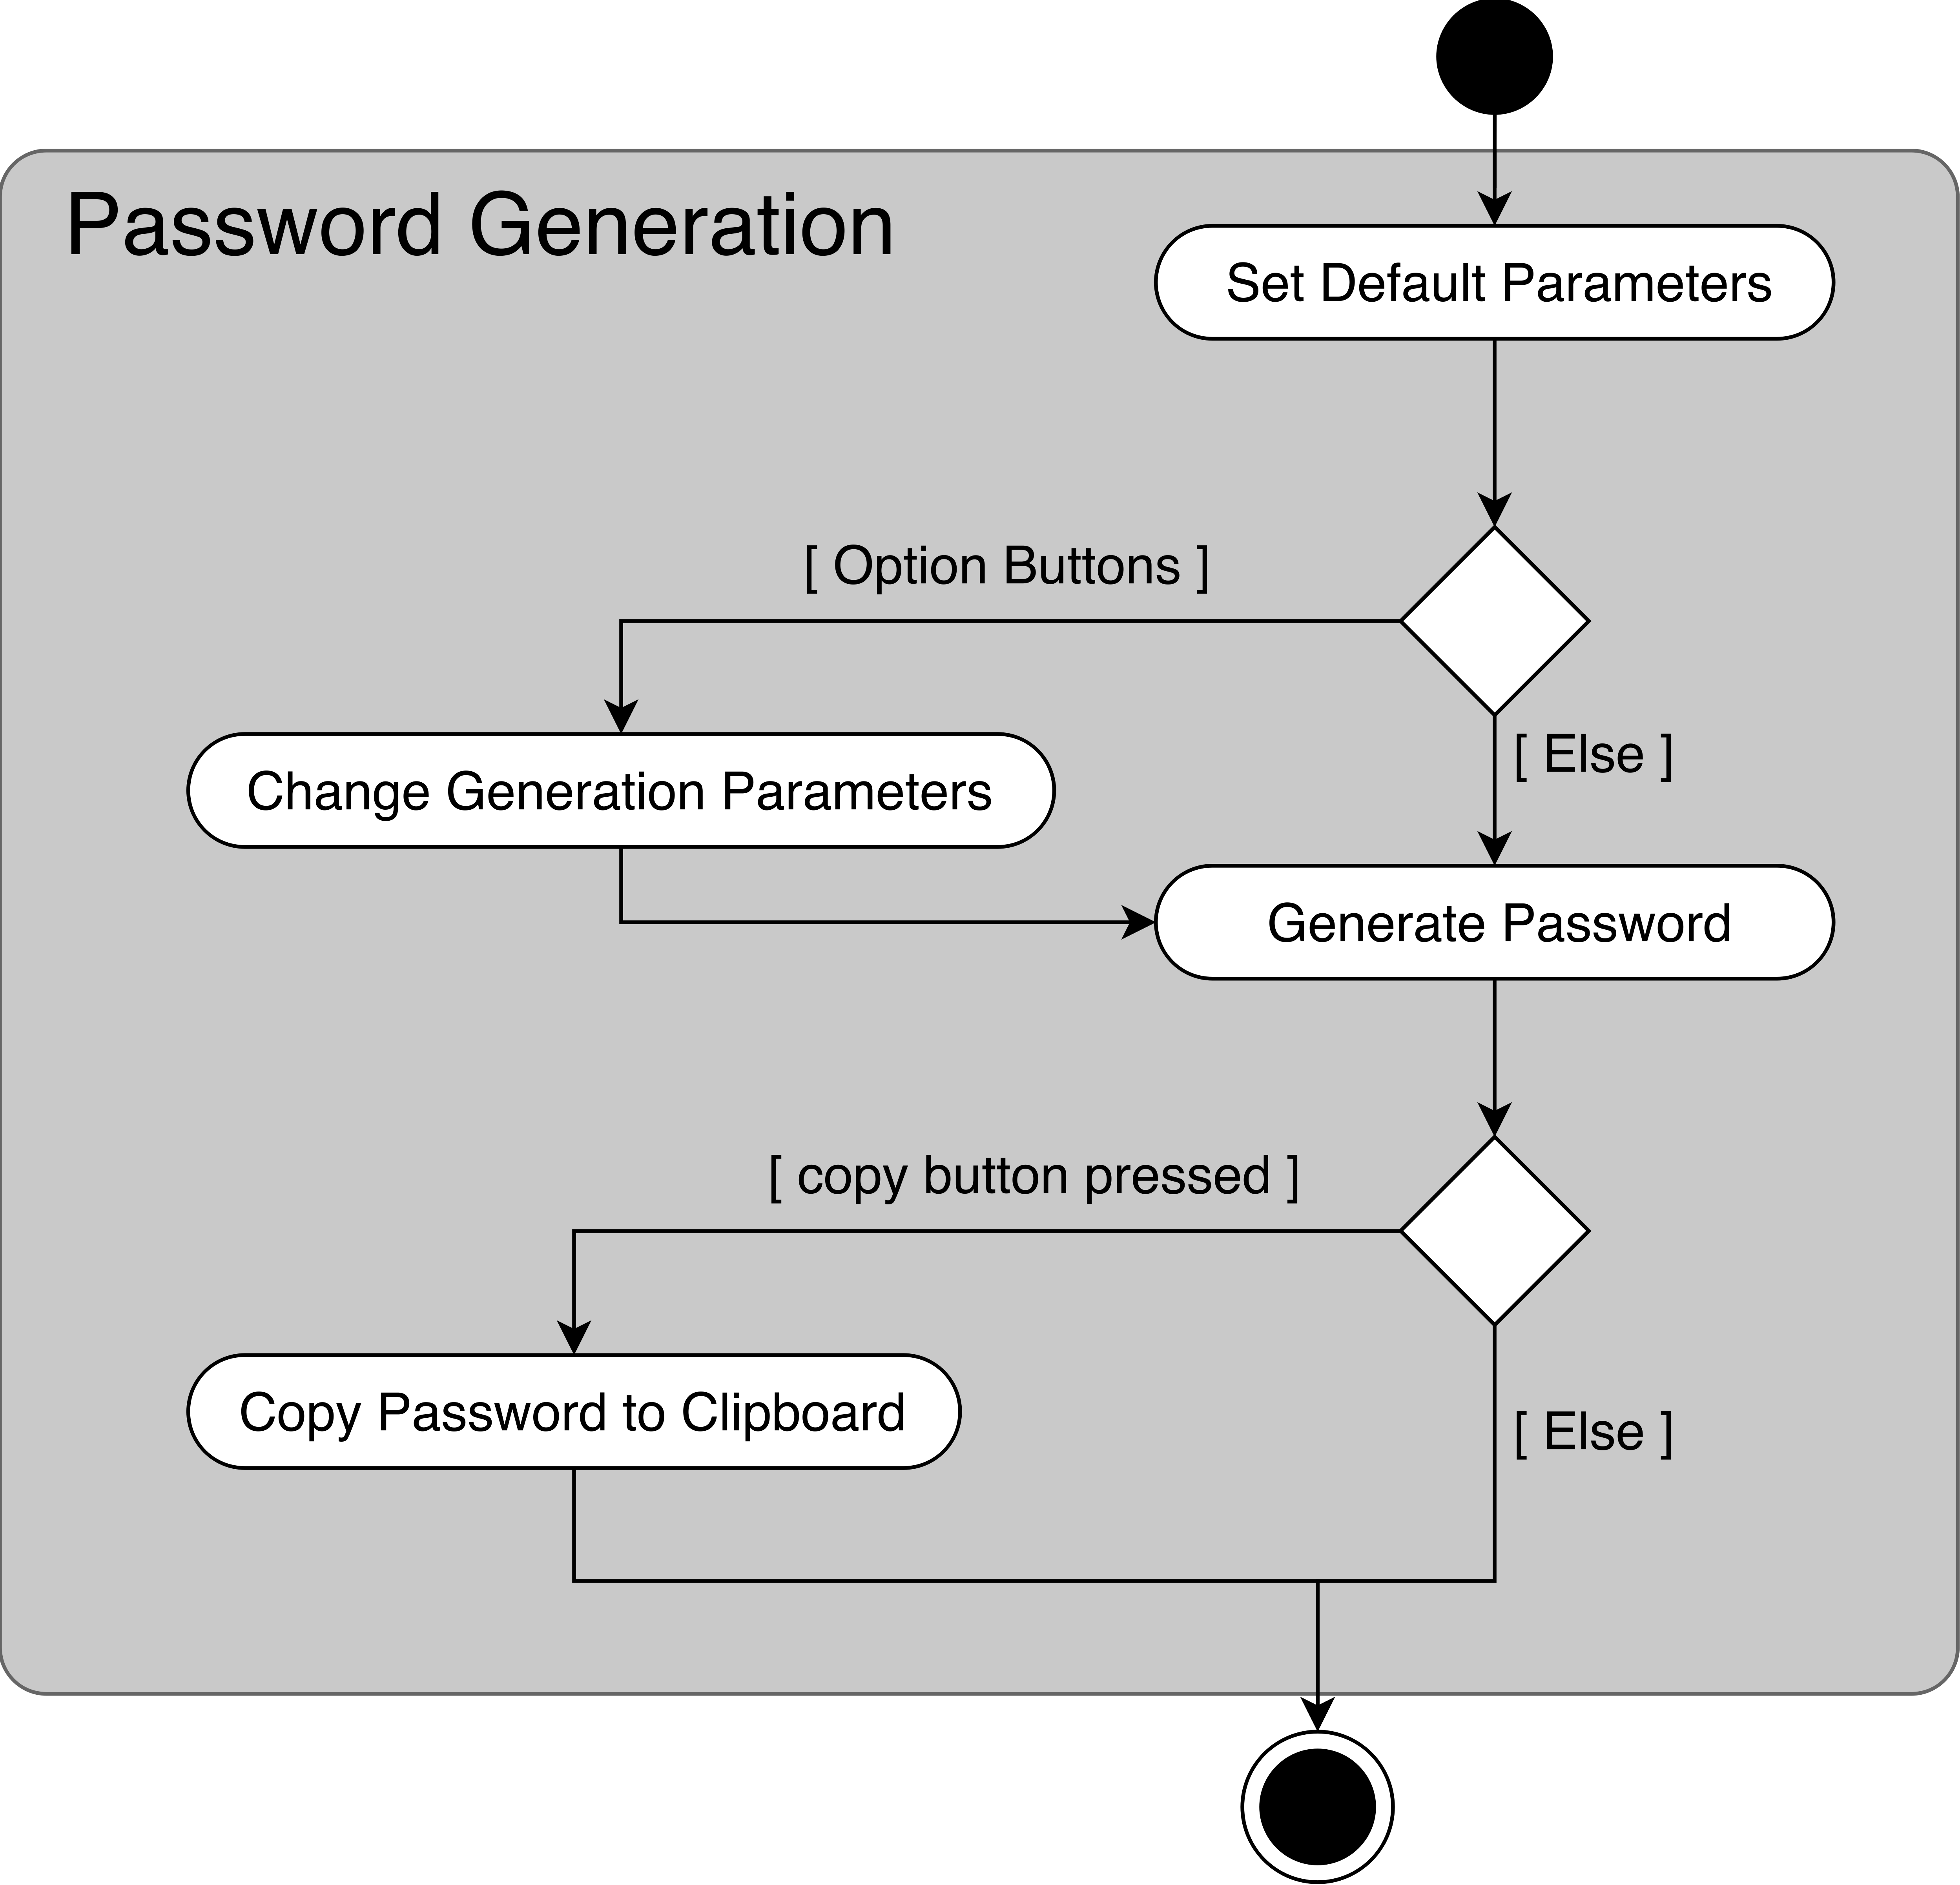 Password Generation
Set Default Parameters
[ Option Buttons ]
[ Else ]
Change Generation Parameters
Generate Password
[ copy button pressed ]
Copy Password to Clipboard
[ Else ]